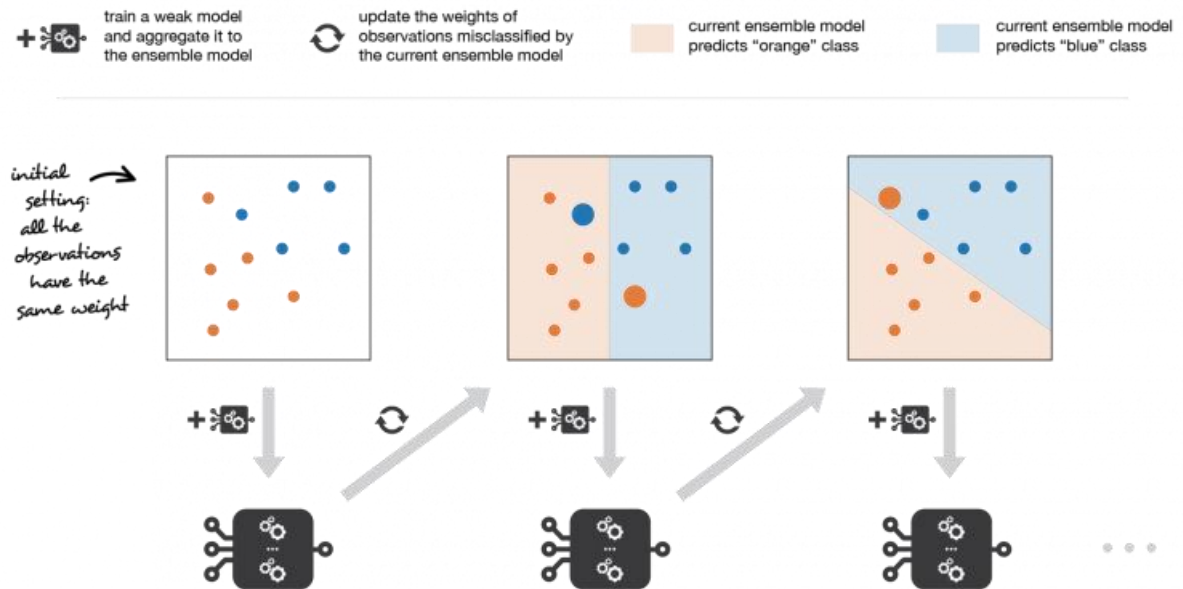 train a weak model
and aggregate it to
the ensemble model
update the weights of
observations misclassified by
the current ensemble model
current ensemble model
predicts “orange” class
current ensemble model
predicts “blue” class
initial
setting:
all the
observations
have the
same weight